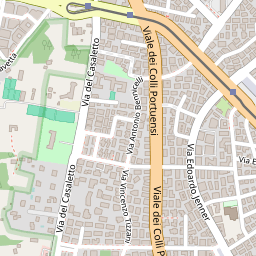 Via del Casaletto
Viale dei Colli Portuensi
Via Antonio Bennicelli
Via Edoardo Jenner
Via del Casaletto
Via Vincenzo Tizzani
Viale dei Colli P
Via E